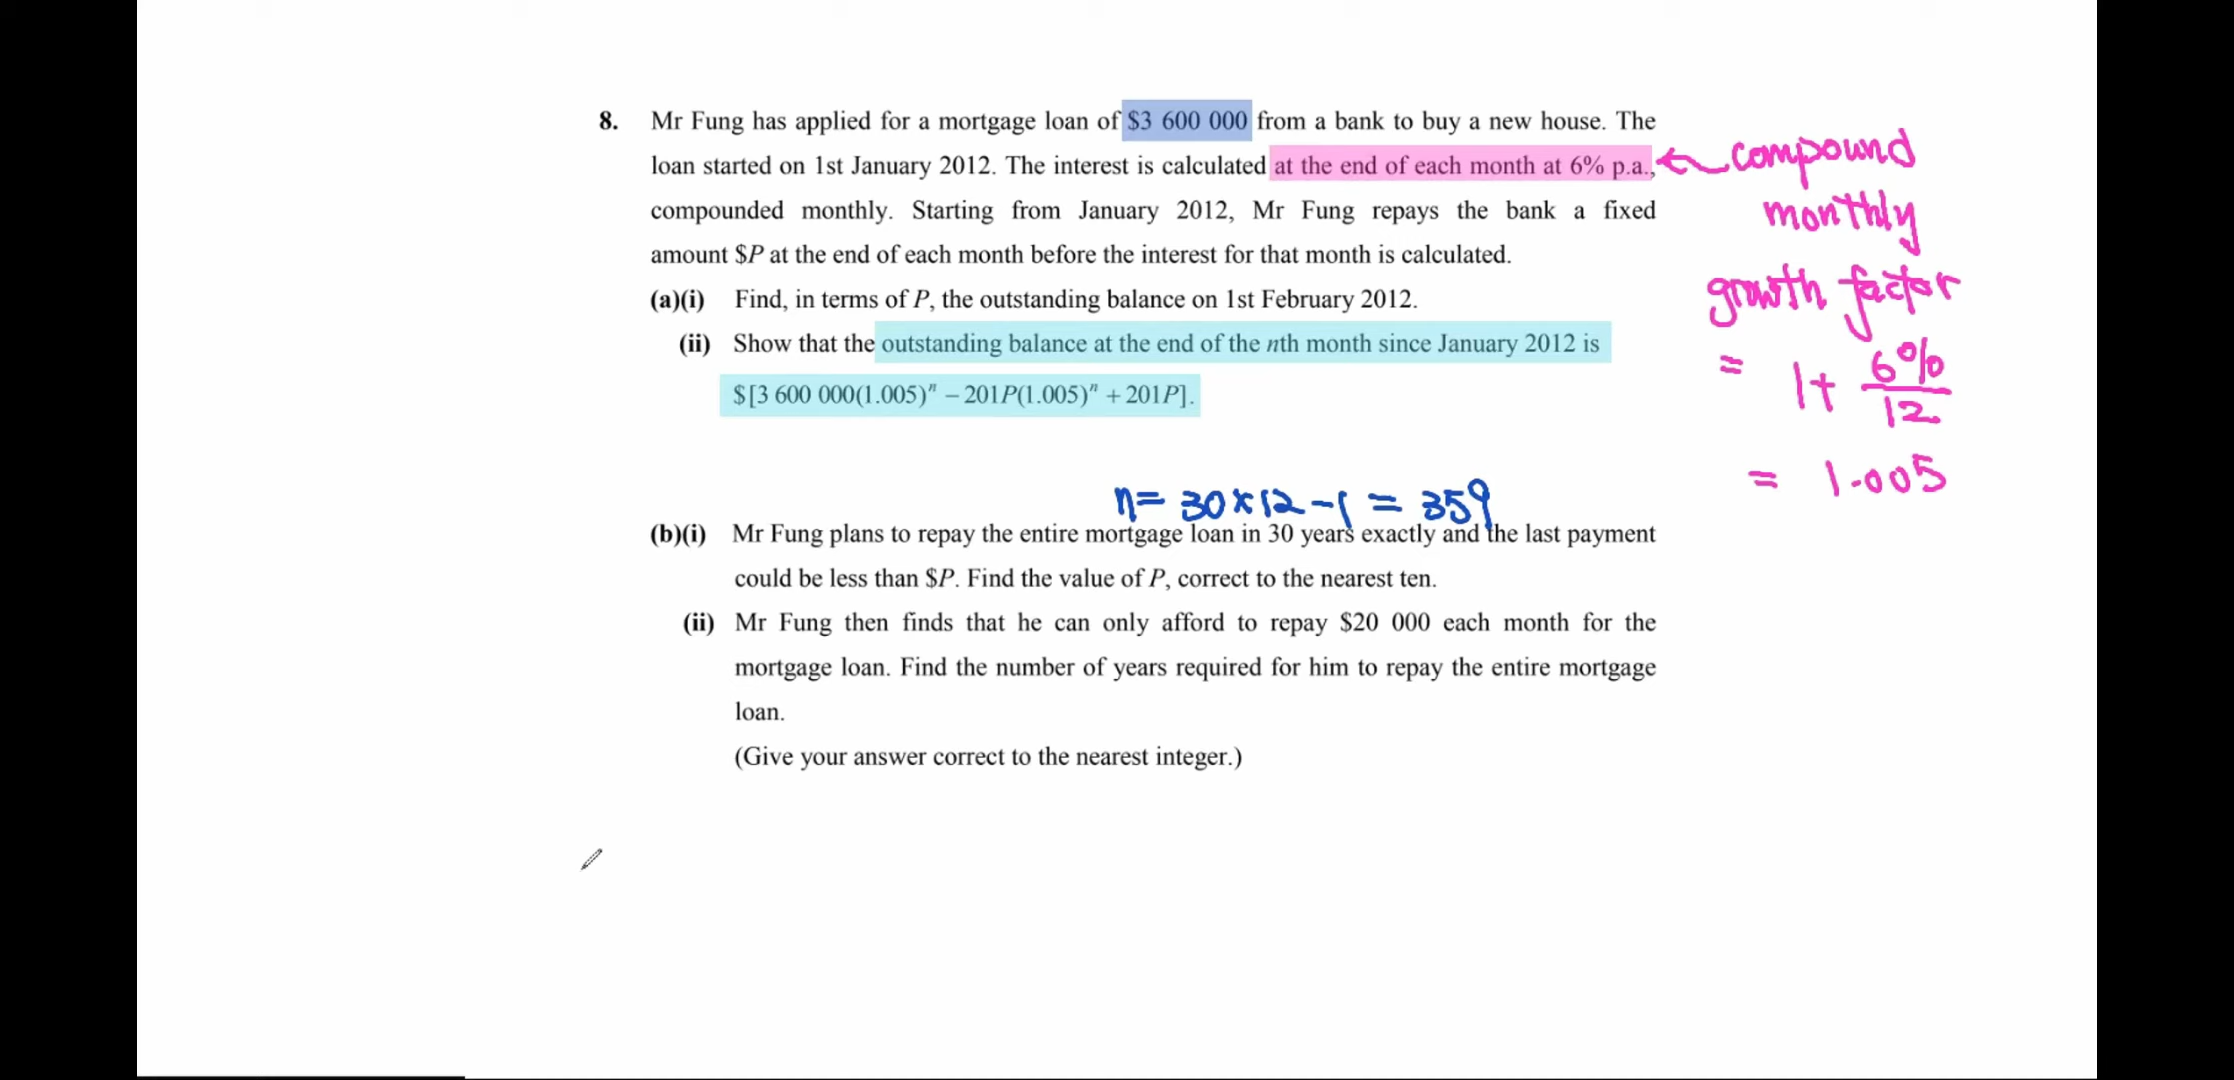 8. Mr Fung has applied for a mortgage loan of $3 600 000 from a bank to buy a new house. The
loan started on 1st January 2012. The interest is calculated at the end of each month at 6% p.a.,
compounded monthly. Starting from January 2012, Mr Fung repays the bank a fixed
amount $P at the end of each month before the interest for that month is calculated.
(a)(i) Find, in terms of P, the outstanding balance on 1st February 2012.
(ii) Show that the outstanding balance at the end of the nth month since January 2012 is
$[3 600 000(1.005)ⁿ – 201P(1.005)ⁿ + 201P].
compound
monthly
growth factor
= 1+ 6%/12
= 1.005
n= 30×12-1 = 359
(b)(i) Mr Fung plans to repay the entire mortgage loan in 30 years exactly and the last payment
could be less than $P. Find the value of P, correct to the nearest ten.
(ii) Mr Fung then finds that he can only afford to repay $20 000 each month for the
mortgage loan. Find the number of years required for him to repay the entire mortgage
loan.
(Give your answer correct to the nearest integer.)